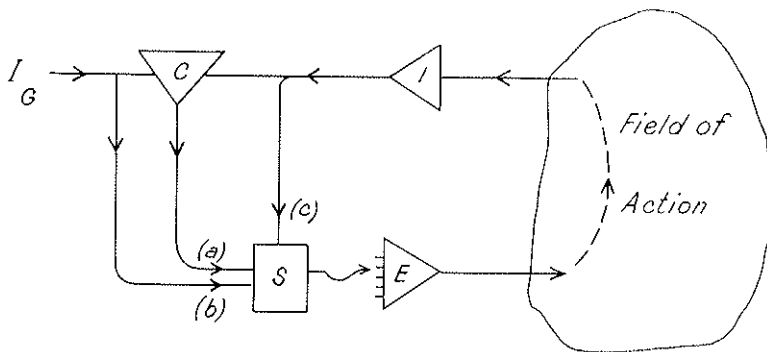 I_G
C
I
Field of
Action
(c)
(a)
S
E
(b)